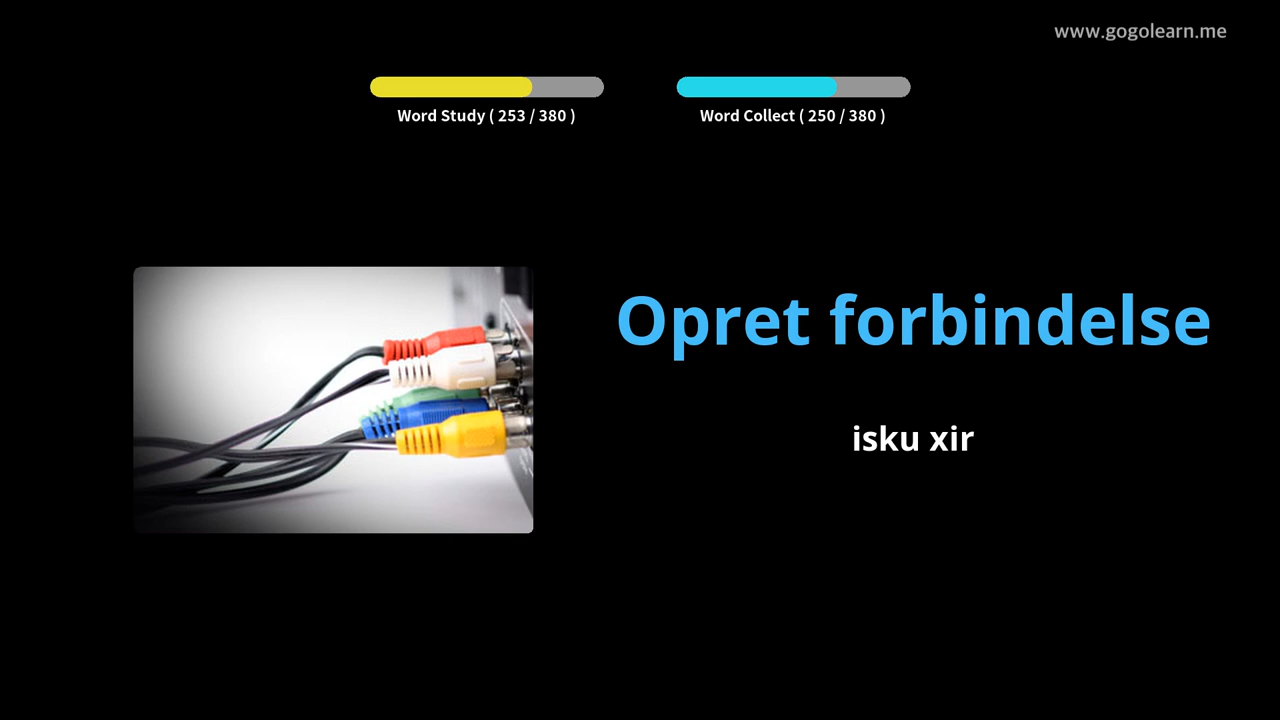 www.gogolearn.me
Word Study ( 253 / 380 )
Word Collect ( 250 / 380 )
Opret forbindelse
isku xir